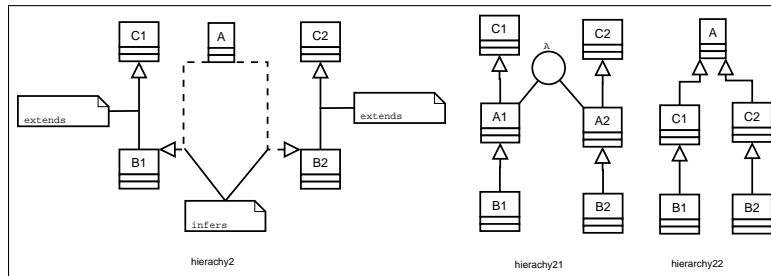 C1
A
C2
extends
extends
B1
B2
infers
hierachy2
C1
A
C2
A1
A2
B1
B2
hierachy21
A
C1
C2
B1
B2
hierarchy22